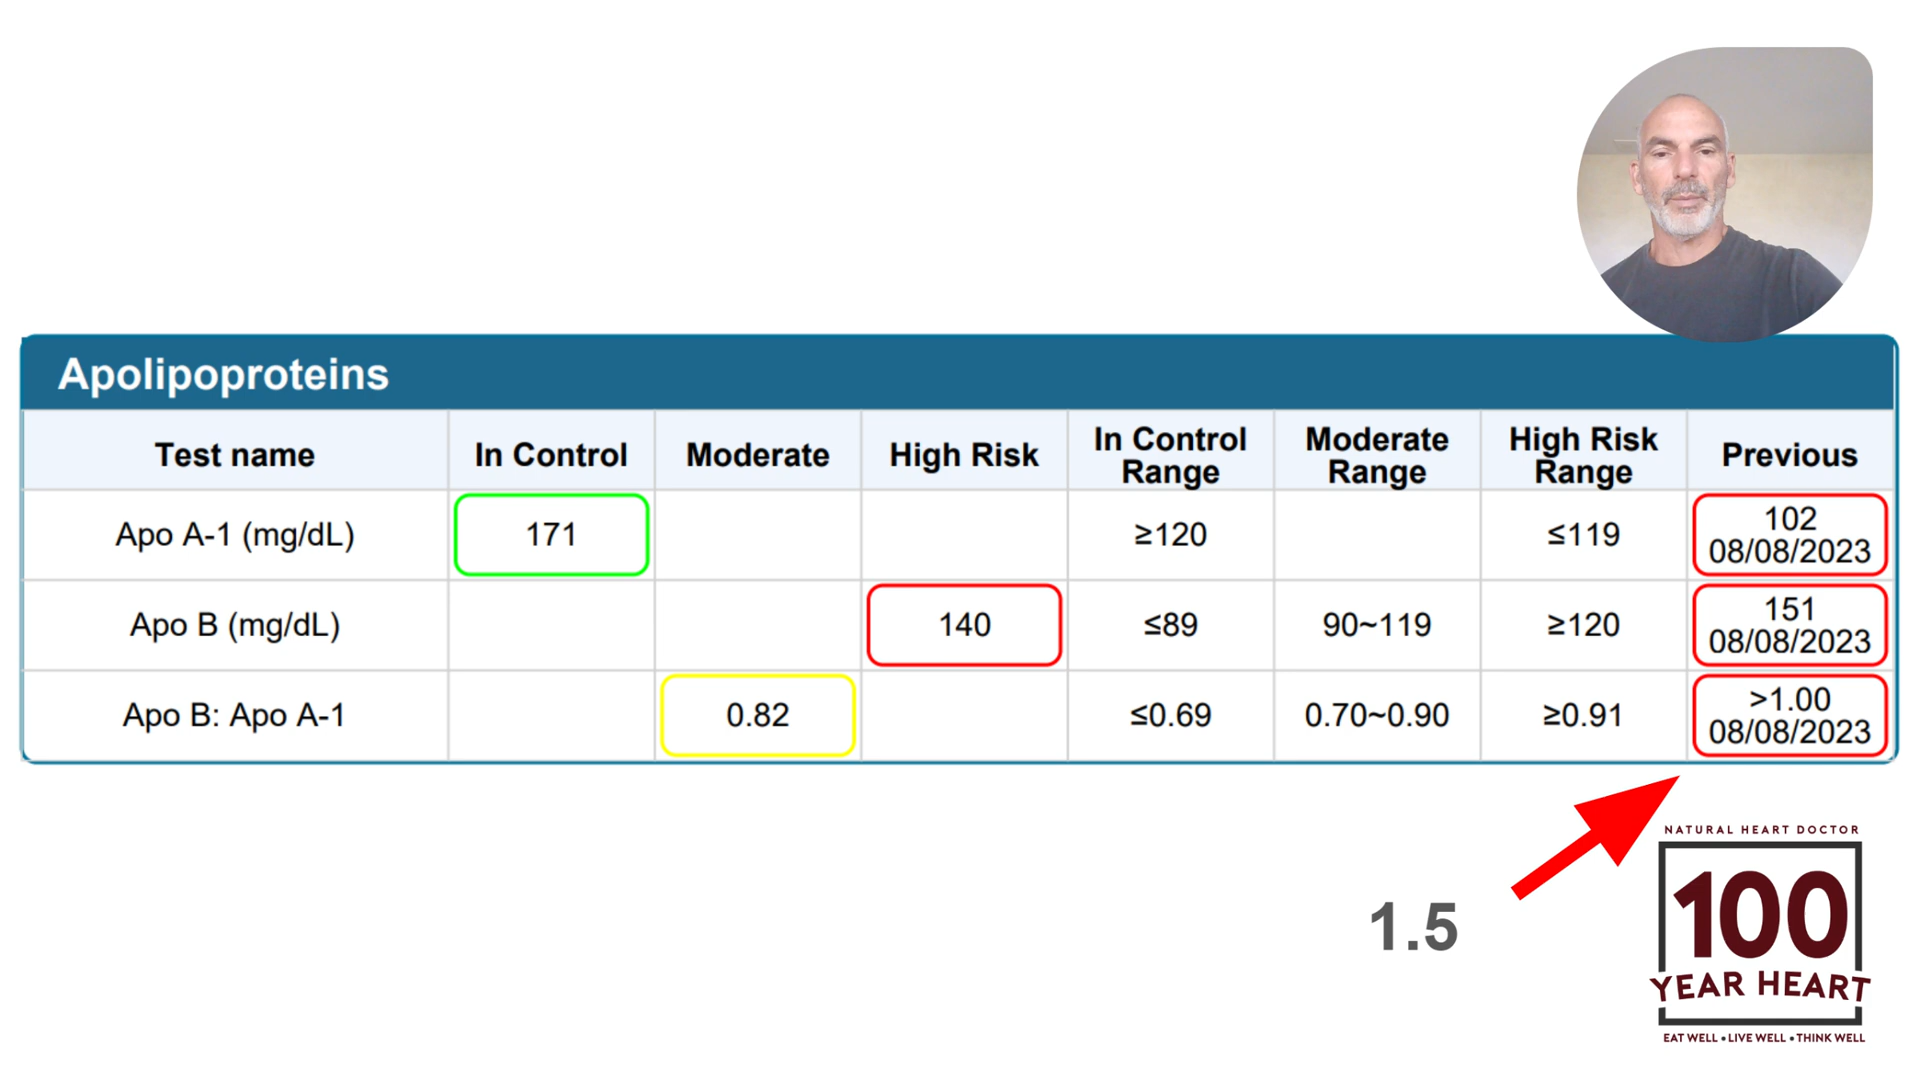 Apolipoproteins
Test name In Control Moderate High Risk In Control Range Moderate Range High Risk Range Previous
Apo A-1 (mg/dL) 171 ≥120 ≤119 102 08/08/2023
Apo B (mg/dL) 140 ≤89 90~119 ≥120 151 08/08/2023
Apo B: Apo A-1 0.82 ≤0.69 0.70~0.90 ≥0.91 >1.00 08/08/2023
1.5
NATURAL HEART DOCTOR
100
YEAR HEART
EAT WELL • LIVE WELL • THINK WELL